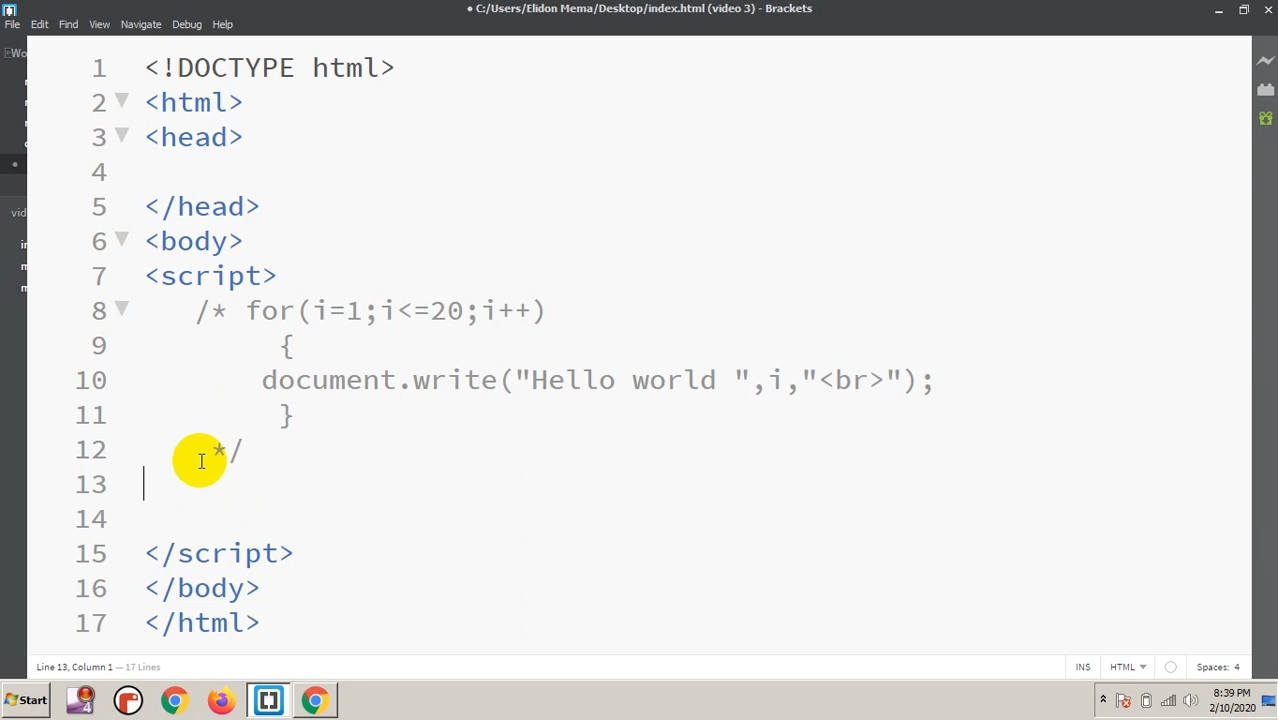 • C:/Users/Elidon Mema/Desktop/index.html (video 3) - Brackets
File Edit Find View Navigate Debug Help
Wo
1 <!DOCTYPE html>
2 <html>
3 <head>
4
5 </head>
6 <body>
7 <script>
8 /* for(i=1;i<=20;i++)
9 {
10 document.write("Hello world ",i,"<br>");
11 }
12 */
13
14
15 </script>
16 </body>
17 </html>
vid
Line 13, Column 1 — 17 Lines
INS HTML Spaces: 4
Start
4
8:39 PM
2/10/2020